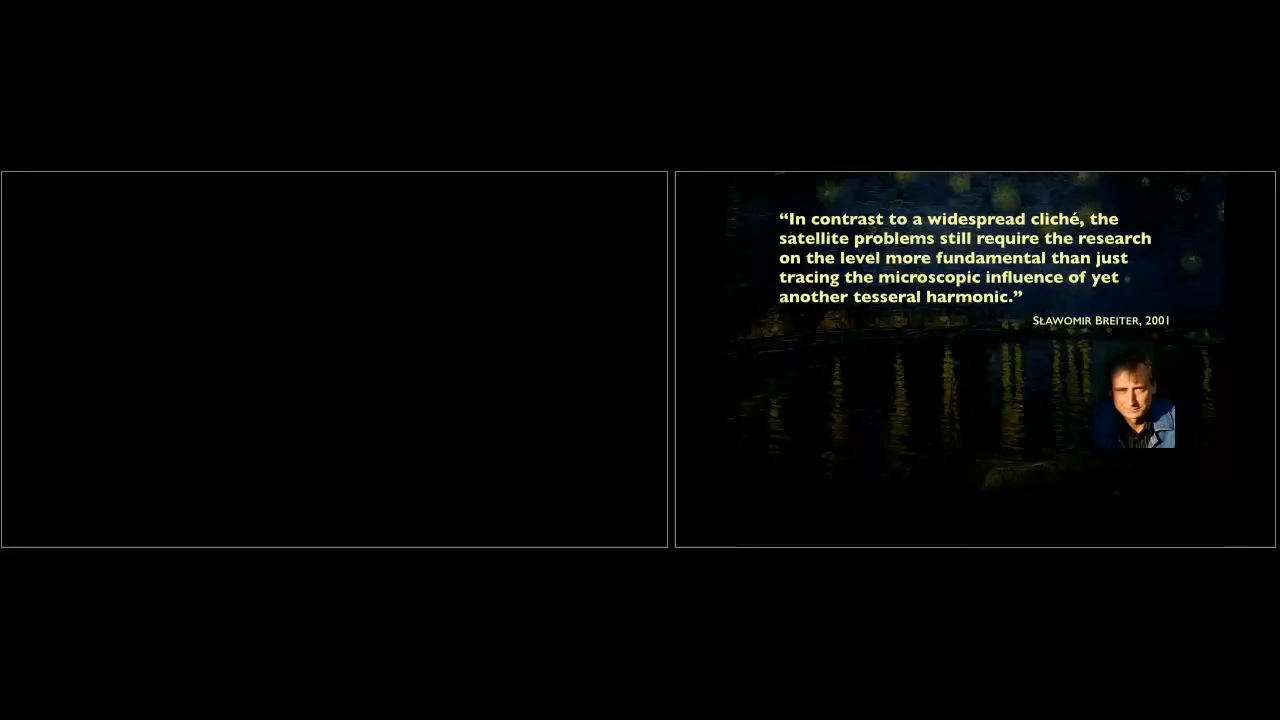 “In contrast to a widespread cliché, the
satellite problems still require the research
on the level more fundamental than just
tracing the microscopic influence of yet
another tesseral harmonic.”
SŁAWOMIR BREITER, 2001